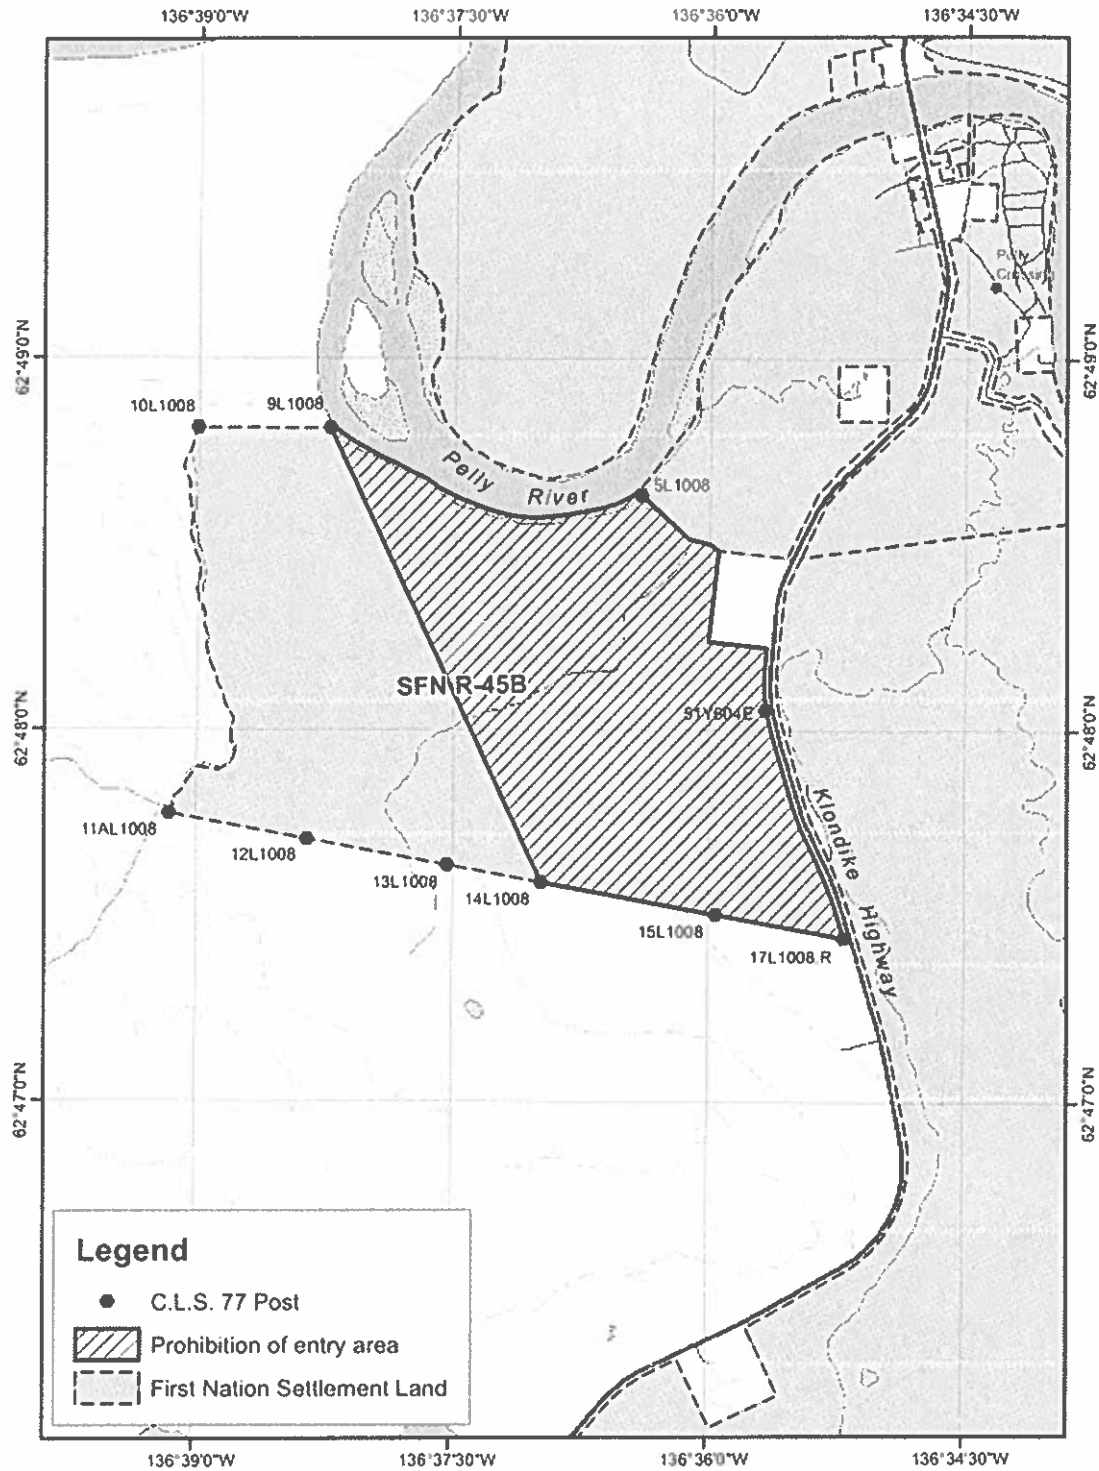 136°39'0"W
136°37'30"W
136°36'0"W
136°34'30"W
Pelly
Crossing
62°49'0"N
62°49'0"N
10L1008
9L1008
Pelly River
5L1008
SFN R-45B
91Y804E
62°48'0"N
62°48'0"N
Klondike Highway
11AL1008
12L1008
13L1008
14L1008
15L1008
17L1008 R
62°47'0"N
62°47'0"N
Legend
C.L.S. 77 Post
Prohibition of entry area
First Nation Settlement Land
136°39'0"W
136°37'30"W
136°36'0"W
136°34'30"W